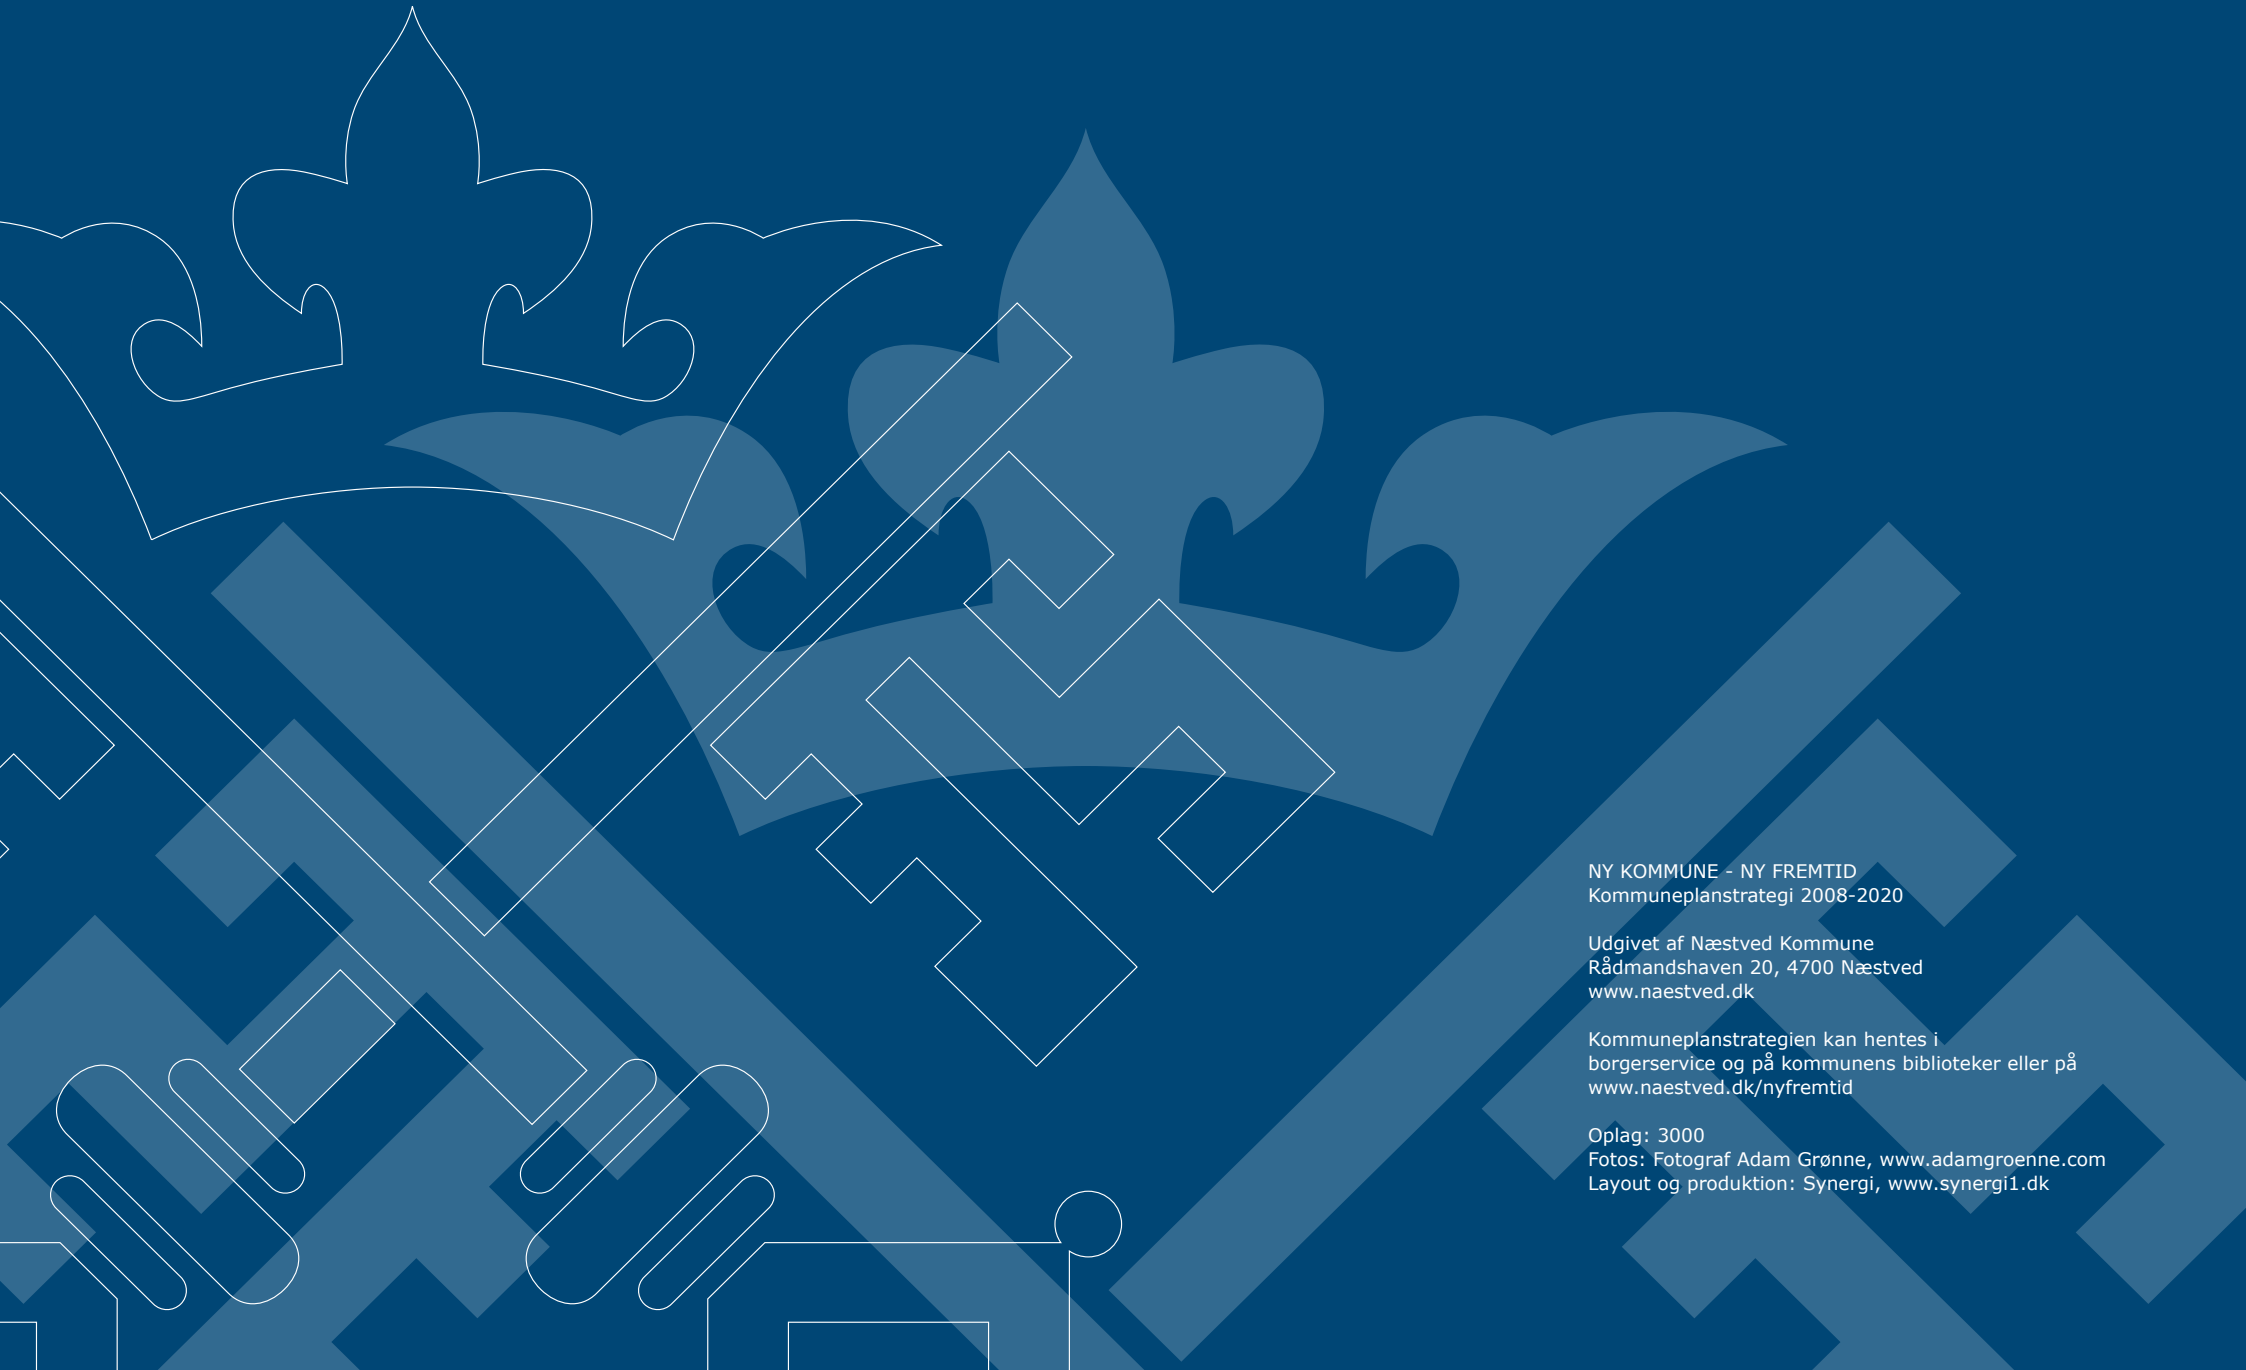 NY KOMMUNE - NY FREMTID
Kommuneplanstrategi 2008-2020
Udgivet af Næstved Kommune
Rådmandshaven 20, 4700 Næstved
www.naestved.dk
Kommuneplanstrategien kan hentes i
borgerservice og på kommunens biblioteker eller på
www.naestved.dk/nyfremtid
Oplag: 3000
Fotos: Fotograf Adam Grønne, www.adamgroenne.com
Layout og produktion: Synergi, www.synergi1.dk